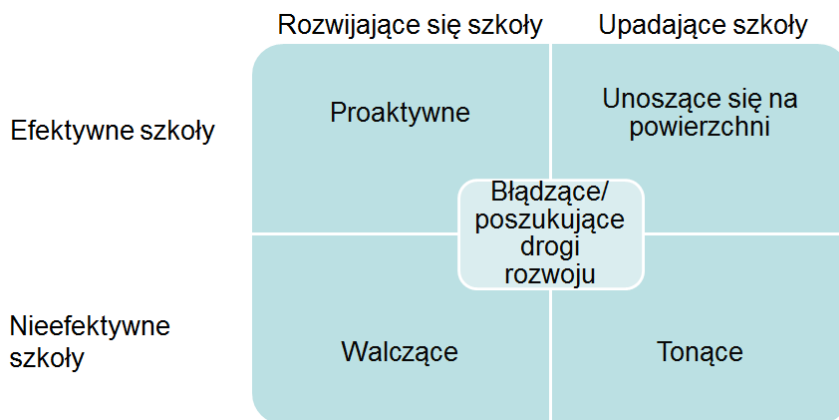 Rozwijające się szkoły
Upadające szkoły
Efektywne szkoły
Proaktywne
Unoszące się na
powierzchni
Błądzące/
poszukujące
drogi
rozwoju
Nieefektywne
szkoły
Walczące
Tonące